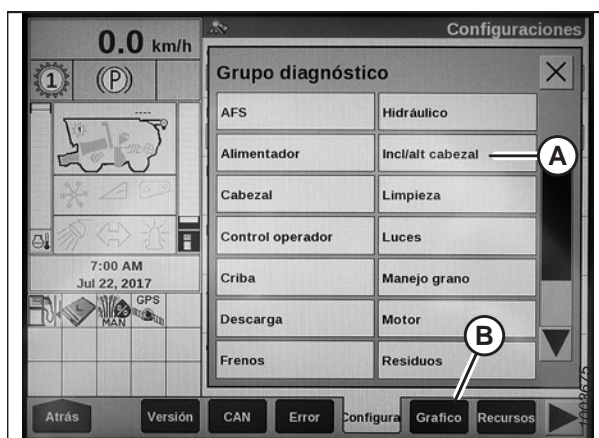 0.0 km/h
Configuraciones
1
(P)
Grupo diagnóstico
AFS
Hidráulico
Alimentador
Incl/alt cabezal
A
Cabezal
Limpieza
Control operador
Luces
7:00 AM
Jul 22, 2017
Criba
Manejo grano
GPS
MAN
Descarga
Motor
B
Frenos
Residuos
Atrás
Versión
CAN
Error
Configura
Grafico
Recursos
1008675